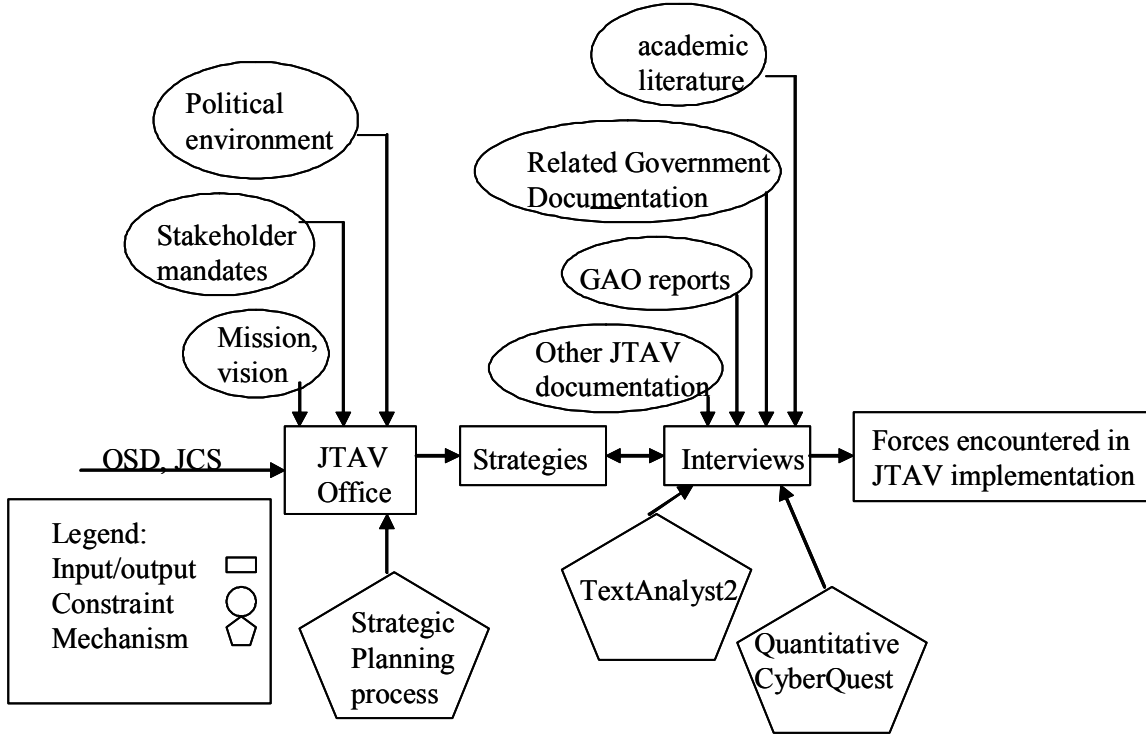 academic
literature
Political
environment
Related Government
Documentation
Stakeholder
mandates
GAO reports
Mission,
vision
Other JTAV
documentation
OSD, JCS
JTAV
Office
Strategies
Interviews
Forces encountered in
JTAV implementation
Legend:
Input/output
Constraint
Mechanism
Strategic
Planning
process
TextAnalyst2
Quantitative
CyberQuest